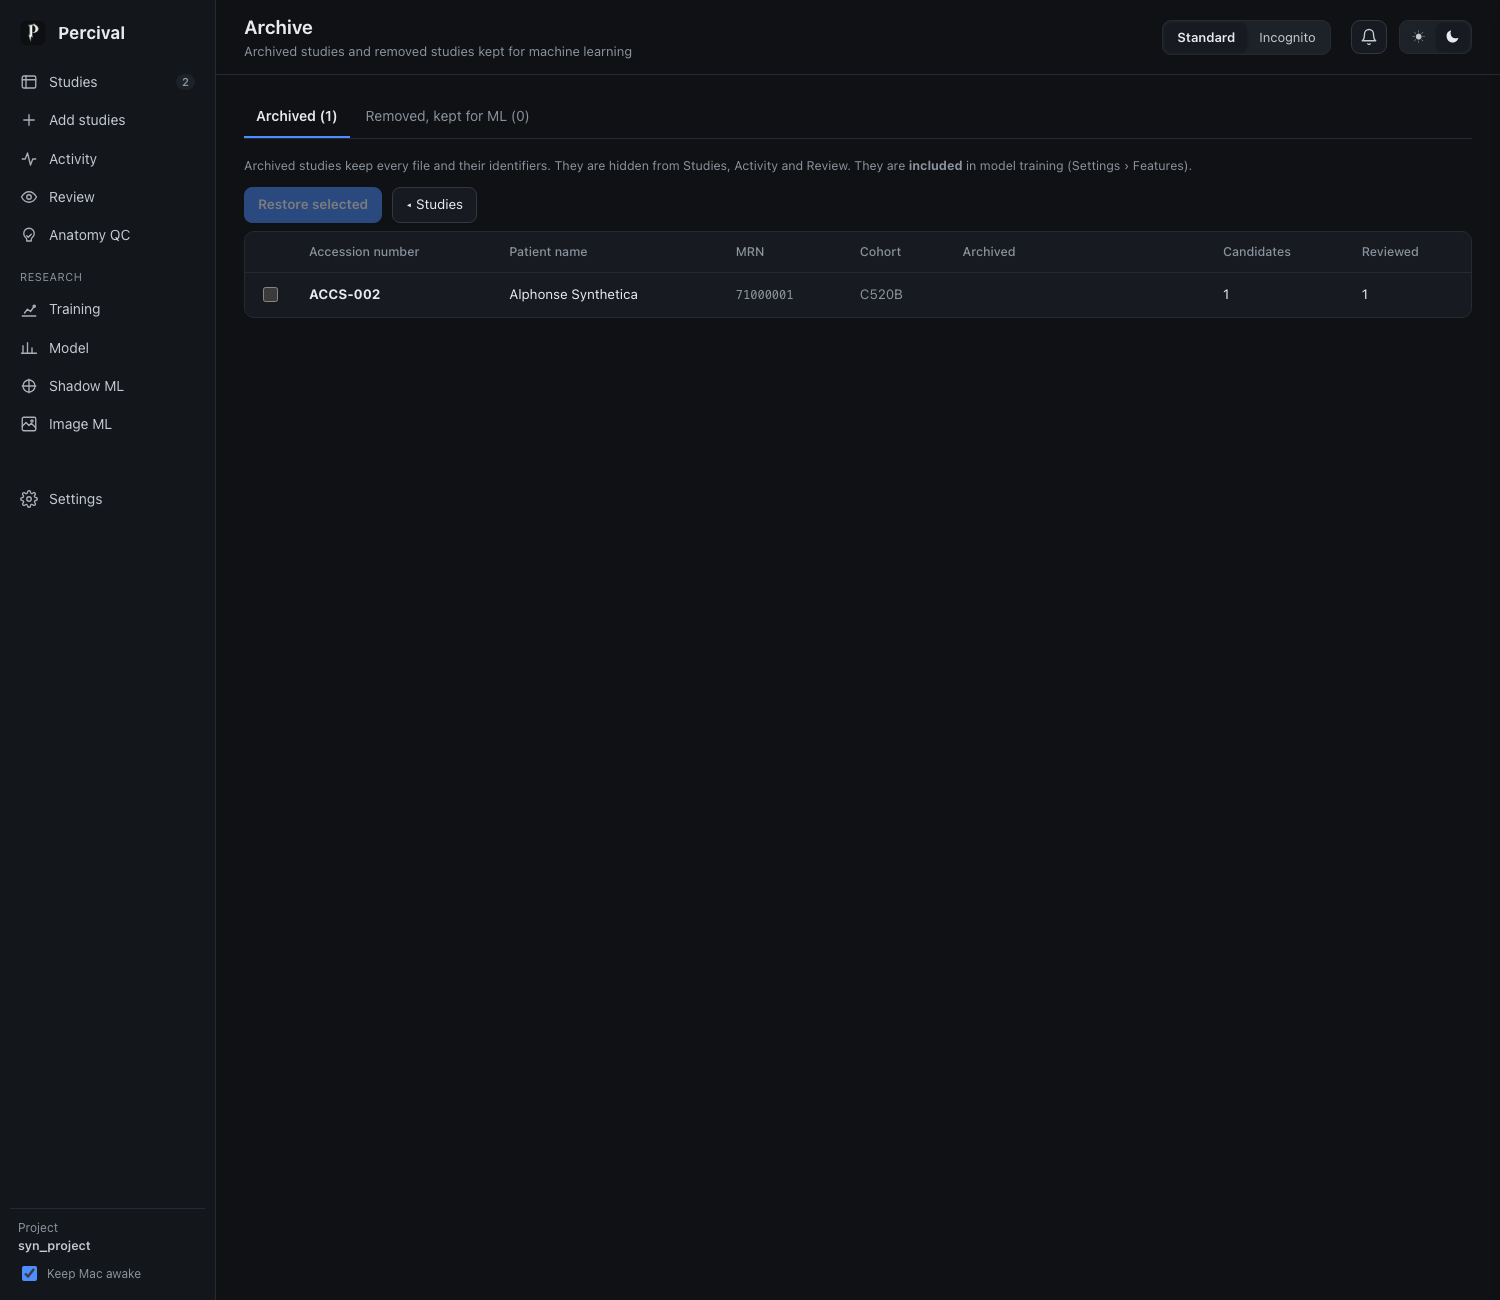 Percival
Studies 2
Add studies
Activity
Review
Anatomy QC
RESEARCH
Training
Model
Shadow ML
Image ML
Settings
Project
syn_project
Keep Mac awake
Archive
Archived studies and removed studies kept for machine learning
Standard Incognito
Archived (1) Removed, kept for ML (0)
Archived studies keep every file and their identifiers. They are hidden from Studies, Activity and Review. They are included in model training (Settings › Features).
Restore selected ◂ Studies
Accession number Patient name MRN Cohort Archived Candidates Reviewed
ACCS-002 Alphonse Synthetica 71000001 C520B 1 1